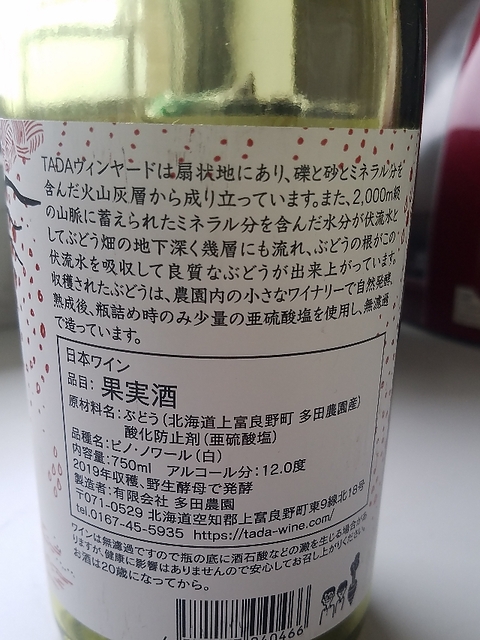 TADAヴィンヤードは扇状地にあり、礫と砂とミネラル分を
含んだ火山灰層から成り立っています。また、2,000m級
の山脈に蓄えられたミネラル分を含んだ水分が伏流水と
してぶどう畑の地下深く幾層にも流れ、ぶどうの根がこの
伏流水を吸収して良質なぶどうが出来上がっています。
収穫されたぶどうは、農園内の小さなワイナリーで自然発酵、
熟成後、瓶詰め時のみ少量の亜硫酸塩を使用し、無濾過
で造っています。
日本ワイン
品目: 果実酒
原材料名:ぶどう(北海道上富良野町 多田農園産)
酸化防止剤(亜硫酸塩)
品種名:ピノ・ノワール(白)
内容量:750ml アルコール分:12.0度
2019年収穫、野生酵母で発酵
製造者:有限会社 多田農園
〒071-0529 北海道空知郡上富良野町東9線北18号
tel.0167-45-5935 https://tada-wine.com/
ワインは無濾過ですので瓶の底に酒石酸などの澱を生じる場合があ
りますが、健康に影響はありませんので安心してお召し上がりください。
お酒は20歳になってから。